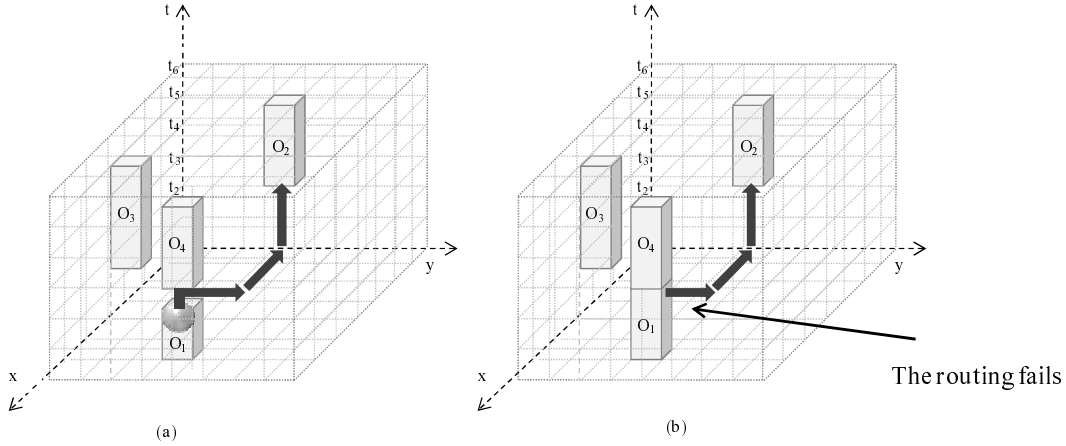 t
t6
t5
t4
t3
t2
O2
O3
O4
O1
y
x
(a)
t
t6
t5
t4
t3
t2
O2
O3
O4
O1
y
x
The routing fails
(b)